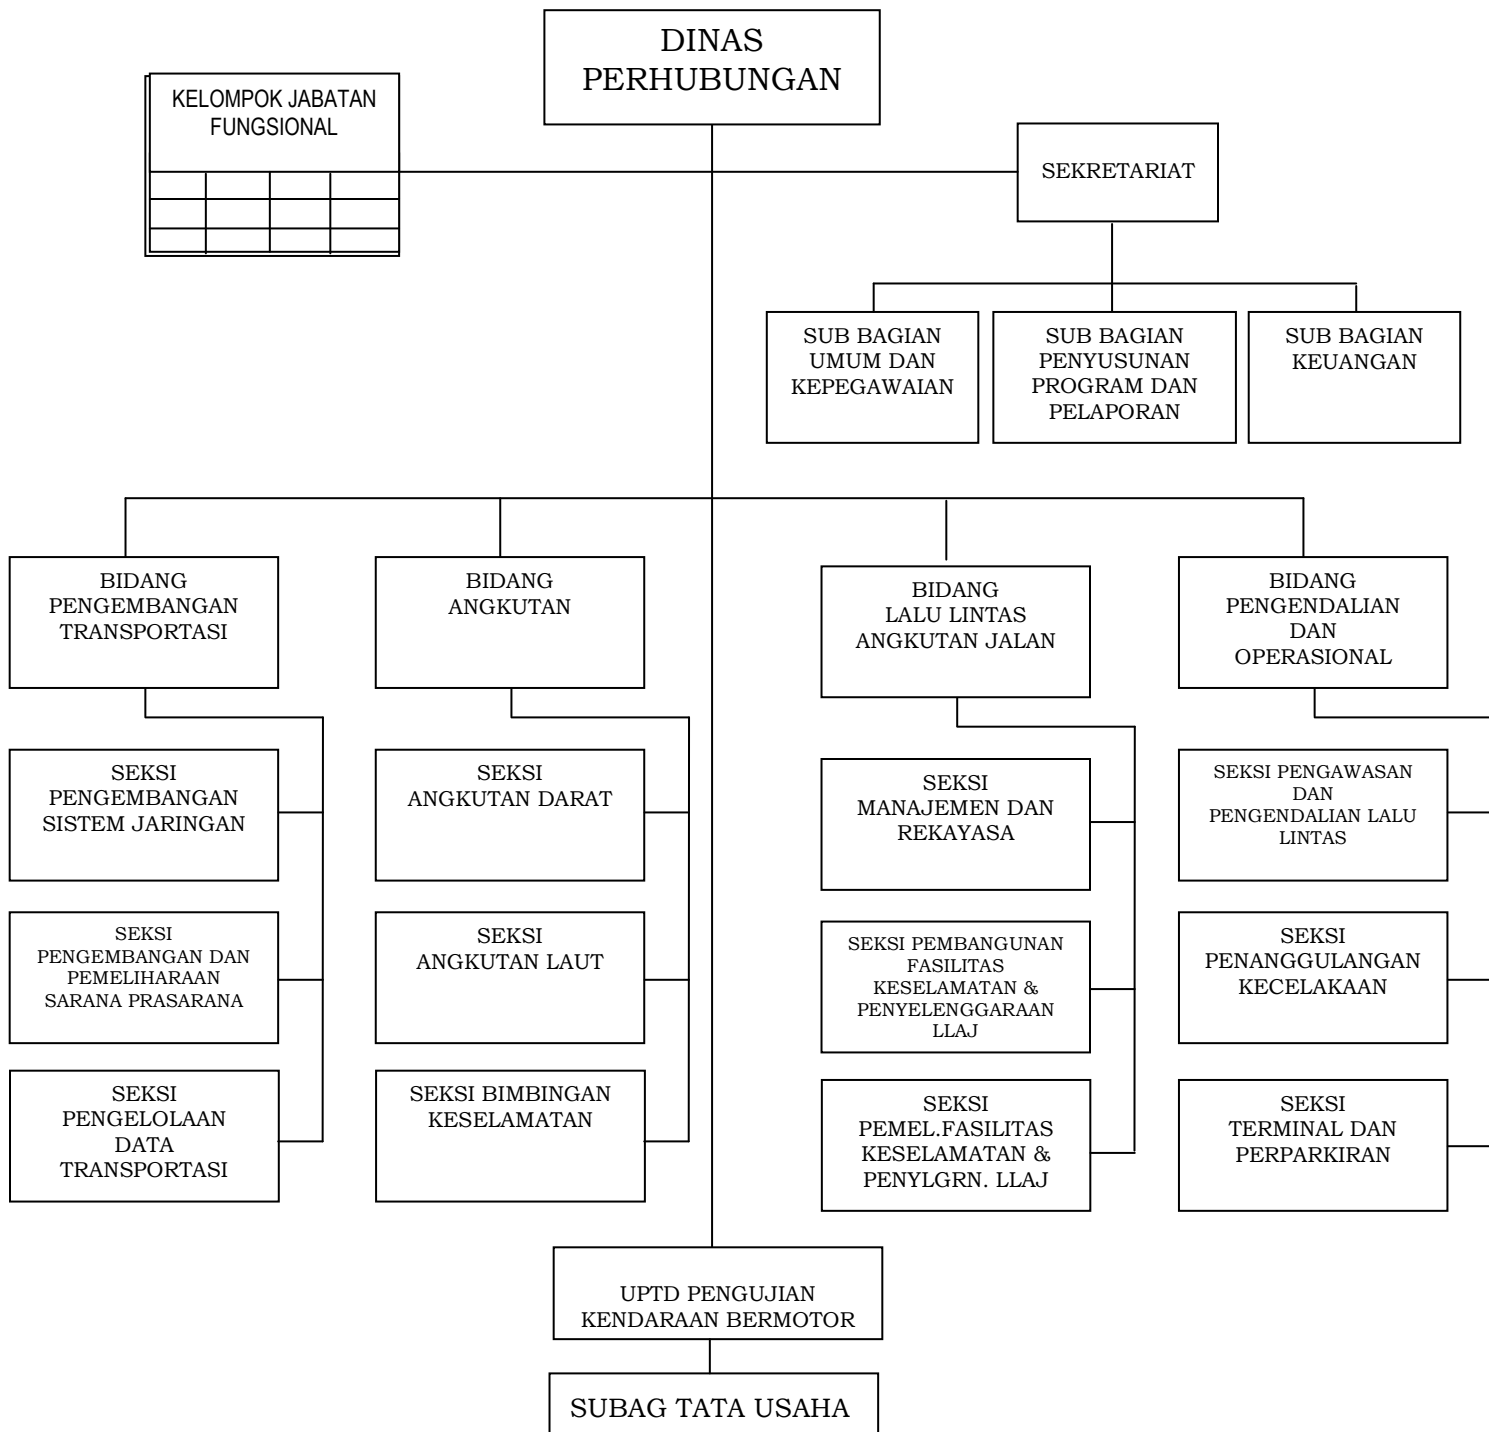 DINAS
PERHUBUNGAN
KELOMPOK JABATAN
FUNGSIONAL
SEKRETARIAT
SUB BAGIAN
UMUM DAN
KEPEGAWAIAN
SUB BAGIAN
PENYUSUNAN
PROGRAM DAN
PELAPORAN
SUB BAGIAN
KEUANGAN
BIDANG
PENGEMBANGAN
TRANSPORTASI
BIDANG
ANGKUTAN
BIDANG
LALU LINTAS
ANGKUTAN JALAN
BIDANG
PENGENDALIAN
DAN
OPERASIONAL
SEKSI
PENGEMBANGAN
SISTEM JARINGAN
SEKSI
ANGKUTAN DARAT
SEKSI
MANAJEMEN DAN
REKAYASA
SEKSI PENGAWASAN
DAN
PENGENDALIAN LALU
LINTAS
SEKSI
PENGEMBANGAN DAN
PEMELIHARAAN
SARANA PRASARANA
SEKSI
ANGKUTAN LAUT
SEKSI PEMBANGUNAN
FASILITAS
KESELAMATAN &
PENYELENGGARAAN
LLAJ
SEKSI
PENANGGULANGAN
KECELAKAAN
SEKSI
PENGELOLAAN
DATA
TRANSPORTASI
SEKSI BIMBINGAN
KESELAMATAN
SEKSI
PEMEL.FASILITAS
KESELAMATAN &
PENYLGRN. LLAJ
SEKSI
TERMINAL DAN
PERPARKIRAN
UPTD PENGUJIAN
KENDARAAN BERMOTOR
SUBAG TATA USAHA